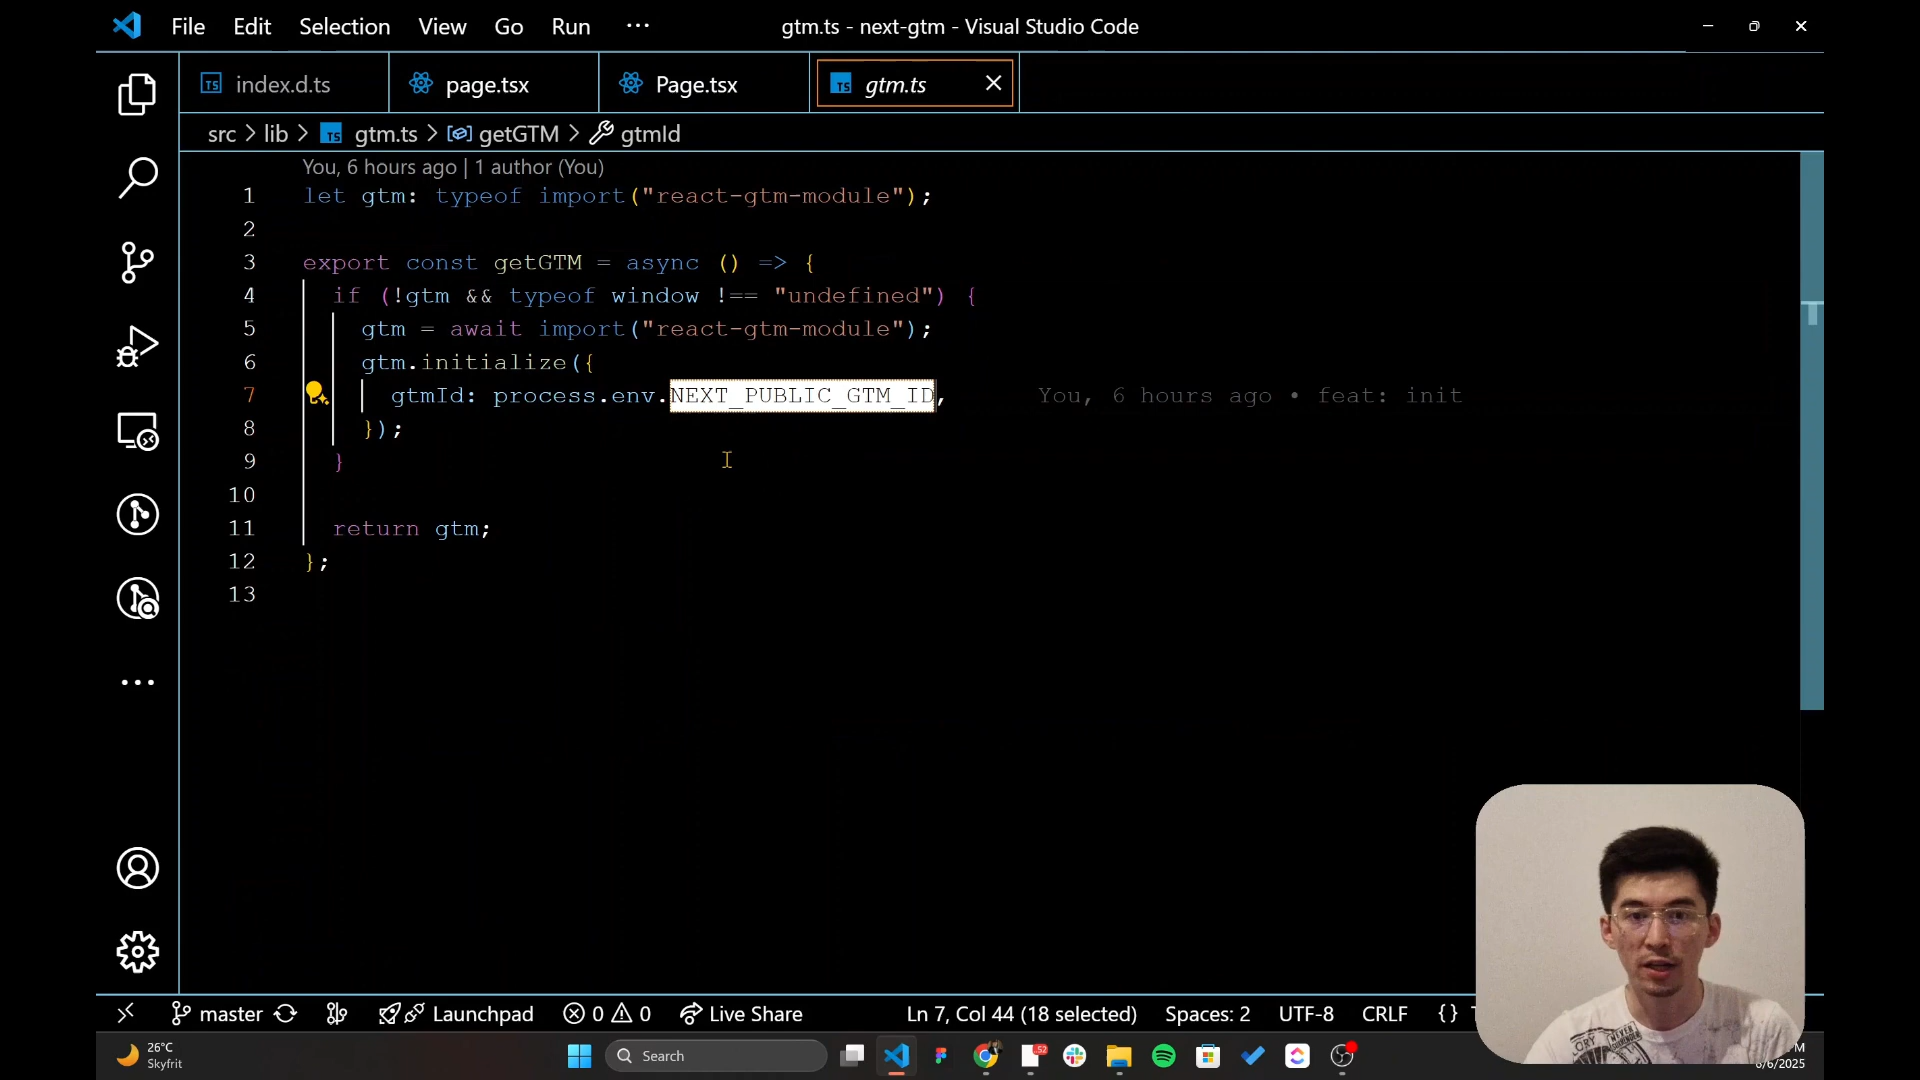 File Edit Selection View Go Run ··· gtm.ts - next-gtm - Visual Studio Code
TS index.d.ts page.tsx Page.tsx TS gtm.ts
src > lib > TS gtm.ts > getGTM > gtmId
You, 6 hours ago | 1 author (You)
1 let gtm: typeof import("react-gtm-module");
2
3 export const getGTM = async () => {
4 if (!gtm && typeof window !== "undefined") {
5 gtm = await import("react-gtm-module");
6 gtm.initialize({
7 gtmId: process.env.NEXT_PUBLIC_GTM_ID, You, 6 hours ago • feat: init
8 });
9 }
10
11 return gtm;
12 };
13
master Launchpad 0 0 Live Share Ln 7, Col 44 (18 selected) Spaces: 2 UTF-8 CRLF {}
26°C
Skyfrit
Search
52
M
6/6/2025